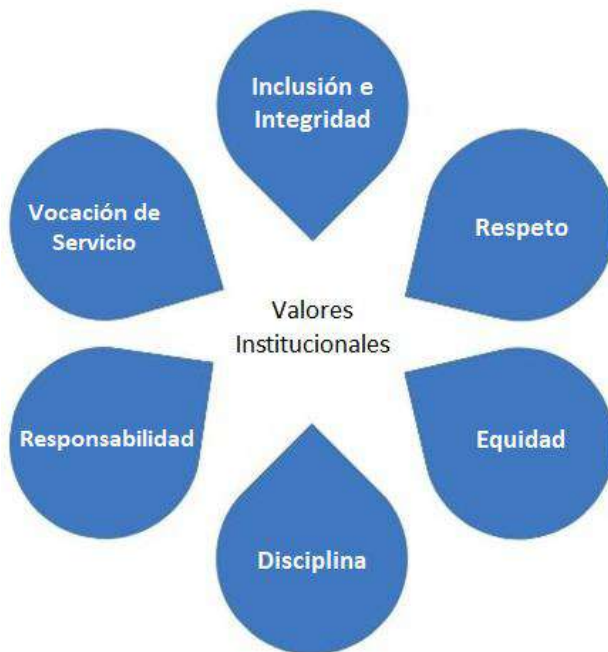 Inclusión e
Integridad
Vocación de
Servicio
Respeto
Valores
Institucionales
Responsabilidad
Equidad
Disciplina